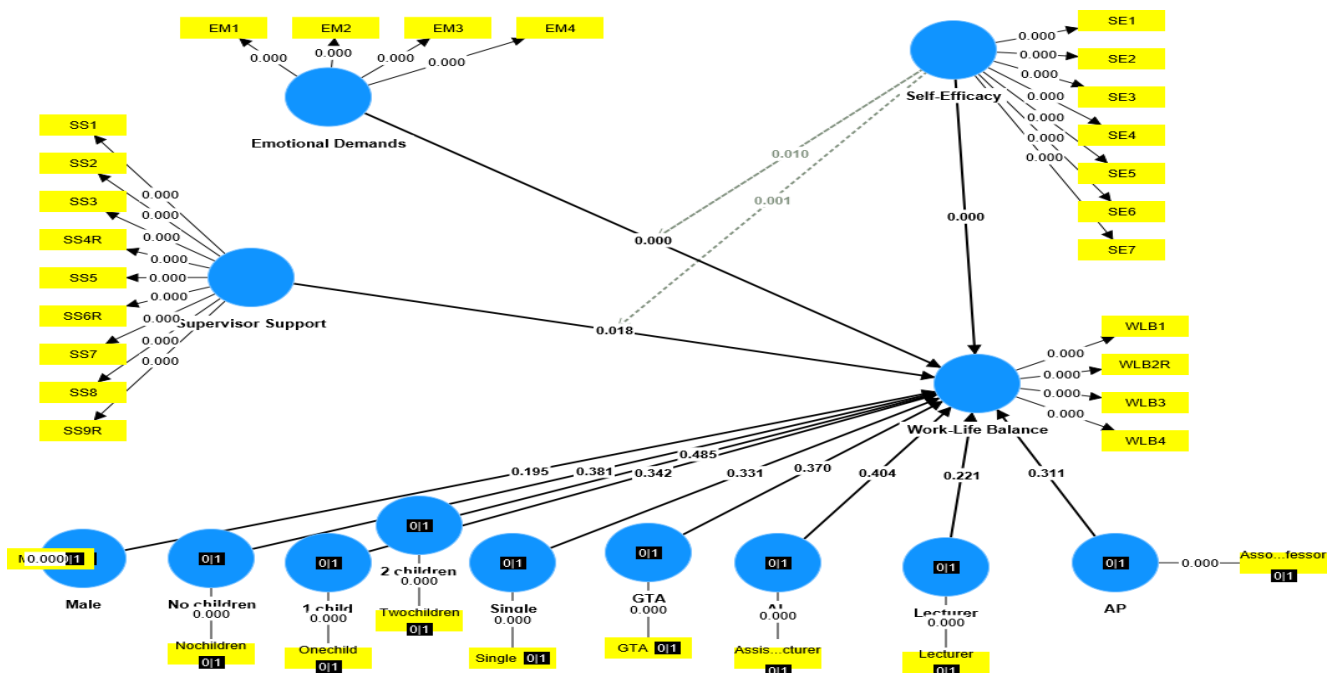 EM1
EM2
EM3
EM4
0.000
0.000
0.000
0.000
Emotional Demands
SE1
SE2
SE3
SE4
SE5
SE6
SE7
0.000
0.000
0.000
0.000
0.000
0.000
0.000
Self-Efficacy
SS1
SS2
SS3
SS4R
SS5
SS6R
SS7
SS8
SS9R
0.000
0.000
0.000
0.000
0.000
0.000
0.000
0.000
0.000
Supervisor Support
0.010
0.001
0.000
0.000
0.018
WLB1
WLB2R
WLB3
WLB4
0.000
0.000
0.000
0.000
Work-Life Balance
0.195
0.381
0.485
0.342
0.331
0.370
0.404
0.221
0.311
0.000
0|1
Male
0|1
No children
0.000
Nochildren
0|1
0|1
1 child
0.000
Onechild
0|1
0|1
2 children
0.000
Twochildren
0|1
0|1
Single
0.000
Single 0|1
0|1
GTA
0.000
GTA 0|1
0|1
0.000
Assis...cturer
0|1
0|1
Lecturer
0.000
Lecturer
0|1
0|1
AP
0.000
Asso...fessor
0|1